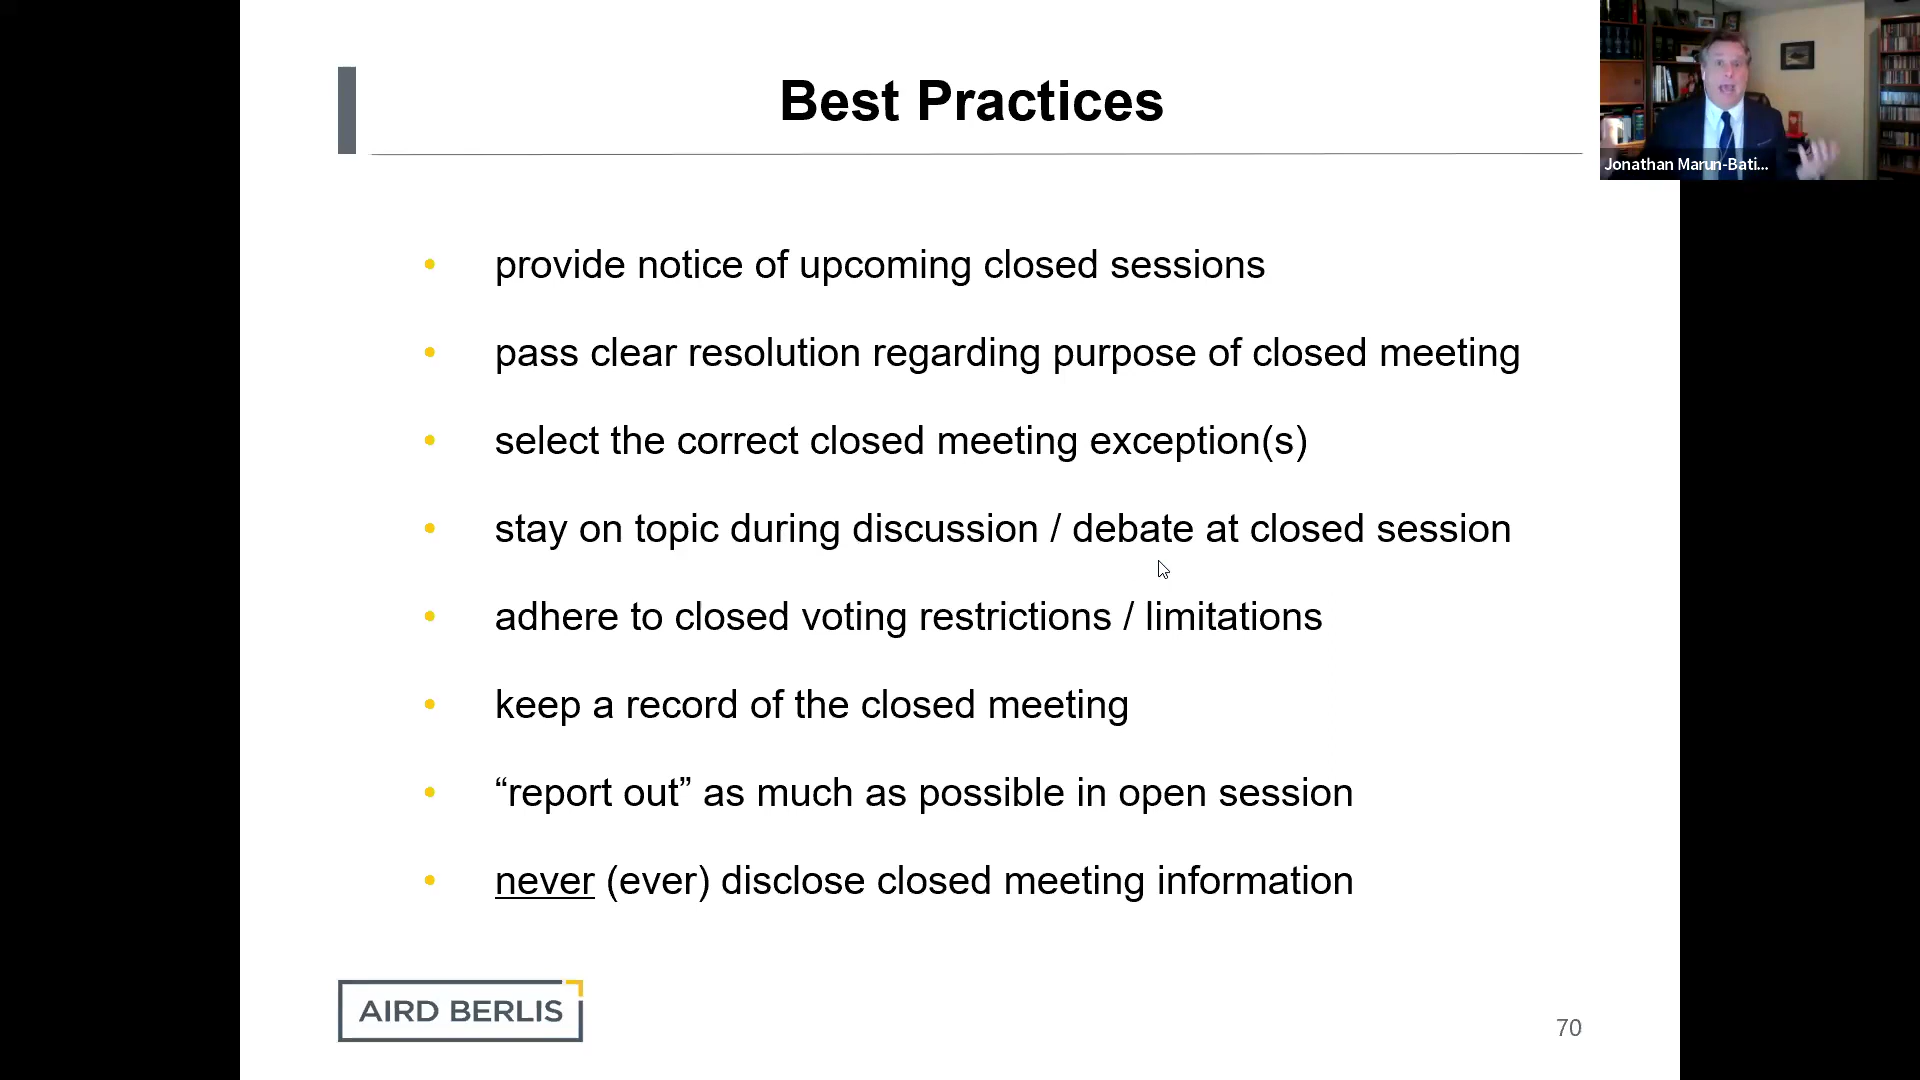 Best Practices
Jonathan Marun-Bati...
• provide notice of upcoming closed sessions
• pass clear resolution regarding purpose of closed meeting
• select the correct closed meeting exception(s)
• stay on topic during discussion / debate at closed session
• adhere to closed voting restrictions / limitations
• keep a record of the closed meeting
• “report out” as much as possible in open session
• never (ever) disclose closed meeting information
AIRD BERLIS
70